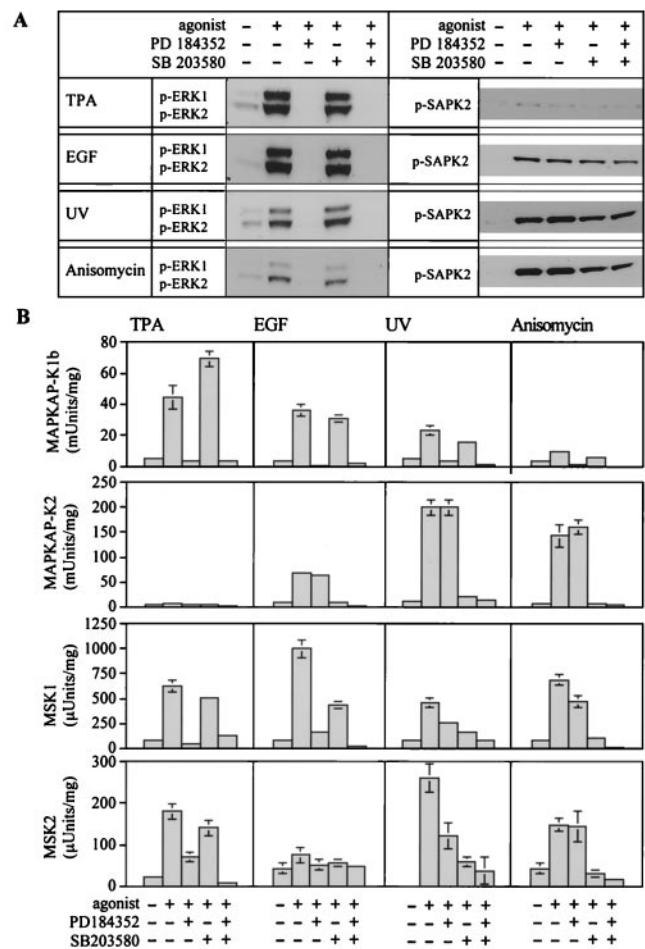 A
agonist – + + + + agonist – + + + +
PD 184352 – – + – + PD 184352 – – + – +
SB 203580 – – – + + SB 203580 – – – + +
TPA p-ERK1 p-SAPK2
p-ERK2
EGF p-ERK1 p-SAPK2
p-ERK2
UV p-ERK1 p-SAPK2
p-ERK2
Anisomycin p-ERK1 p-SAPK2
p-ERK2
B
TPA EGF UV Anisomycin
MAPKAP-K1b
(mUnits/mg)
80
60
40
20
0
MAPKAP-K2
(mUnits/mg)
250
200
150
100
50
0
MSK1
(µUnits/mg)
1250
1000
750
500
250
0
MSK2
(µUnits/mg)
300
200
100
0
agonist – + + + + – + + + + – + + + + – + + + +
PD184352 – – + – + – – + – + – – + – + – – + – +
SB203580 – – – + + – – – + + – – – + + – – – + +